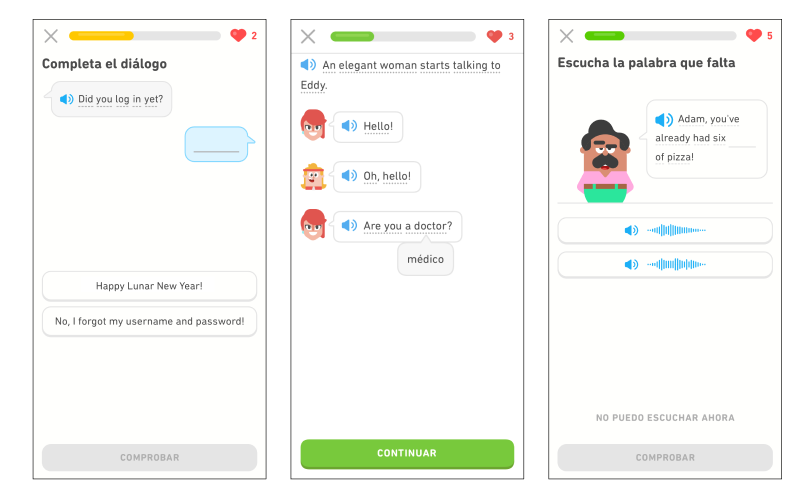 2
Completa el diálogo
Did you log in yet?
Happy Lunar New Year!
No, I forgot my username and password!
COMPROBAR
3
An elegant woman starts talking to
Eddy.
Hello!
Oh, hello!
Are you a doctor?
médico
CONTINUAR
5
Escucha la palabra que falta
Adam, you've
already had six
of pizza!
NO PUEDO ESCUCHAR AHORA
COMPROBAR